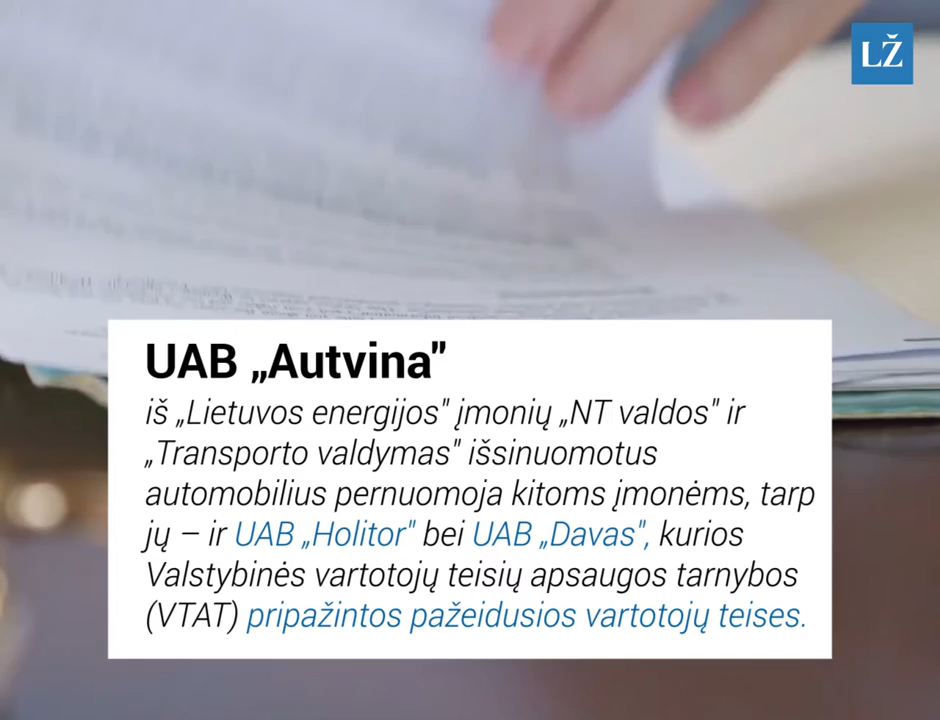 LŽ
UAB „Autvina"
iš „Lietuvos energijos" įmonių „NT valdos" ir
„Transporto valdymas" išsinuomotus
automobilius pernuomoja kitoms įmonėms, tarp
jų – ir UAB „Holitor" bei UAB „Davas", kurios
Valstybinės vartotojų teisių apsaugos tarnybos
(VTAT) pripažintos pažeidusios vartotojų teises.